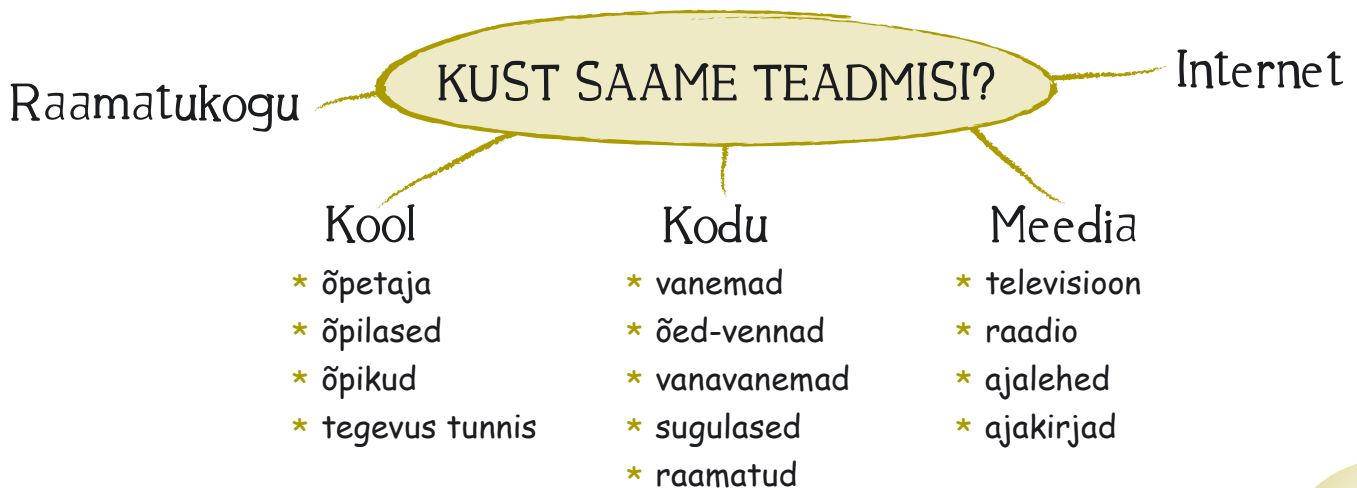 KUST SAAME TEADMISI?
Raamatukogu
Internet
Kool
* õpetaja
* õpilased
* õpikud
* tegevus tunnis
Kodu
* vanemad
* õed-vennad
* vanavanemad
* sugulased
* raamatud
Meedia
* televisioon
* raadio
* ajalehed
* ajakirjad